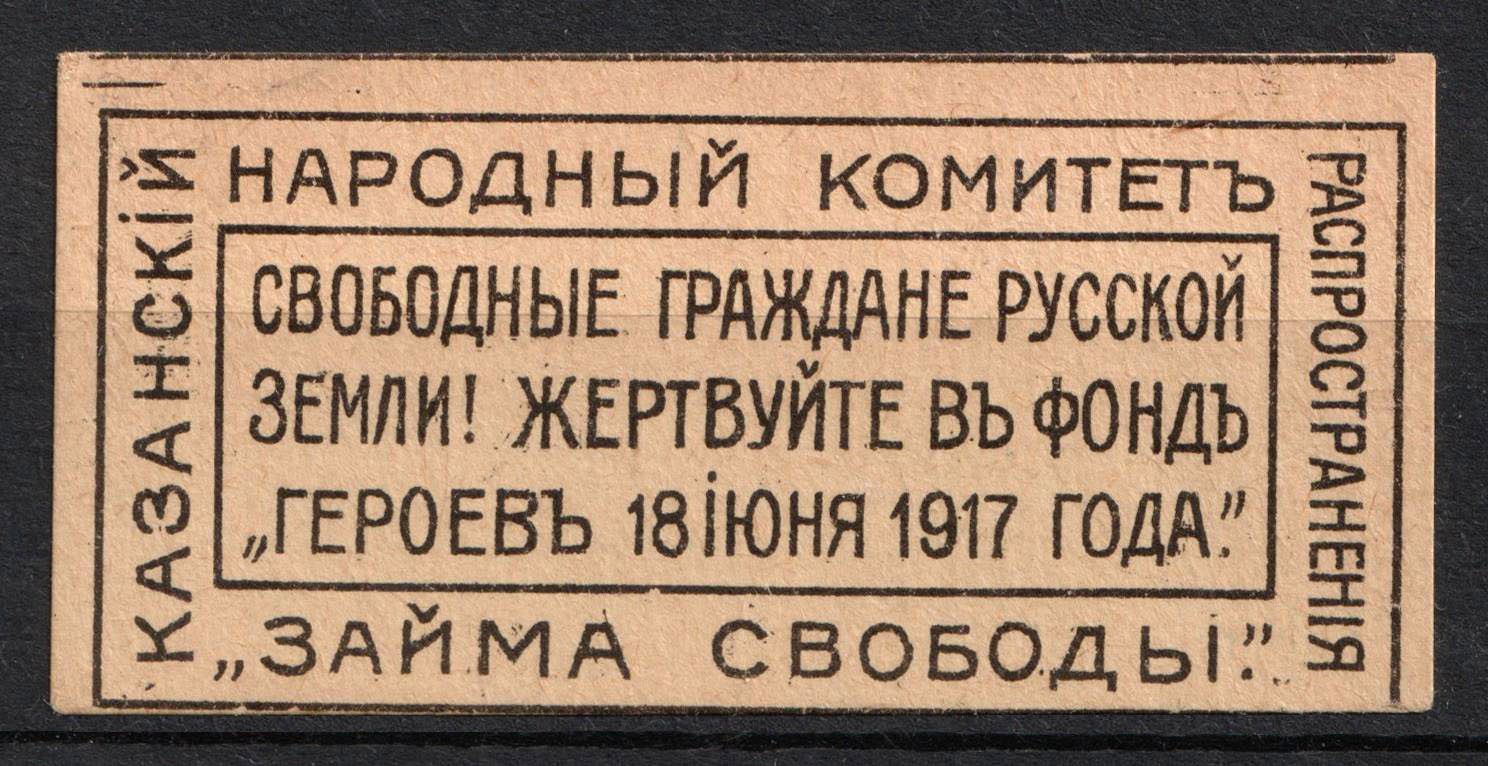 КАЗАНСКІЙ
НАРОДНЫЙ КОМИТЕТЪ
РАСПРОСТРАНЕНІЯ
„ЗАЙМА СВОБОДЫ."
СВОБОДНЫЕ ГРАЖДАНЕ РУССКОЙ
ЗЕМЛИ! ЖЕРТВУЙТЕ ВЪ ФОНДЪ
„ГЕРОЕВЪ 18 ІЮНЯ 1917 ГОДА."